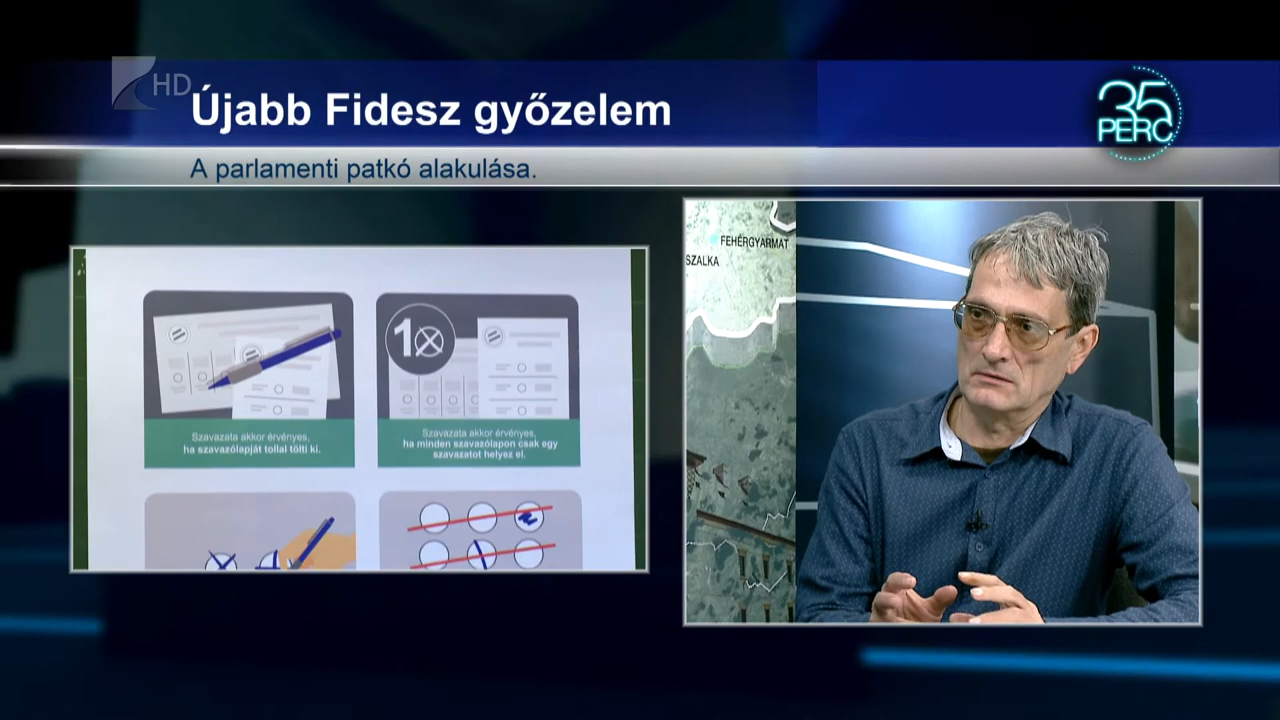 HD
Újabb Fidesz győzelem
35
PERC
A parlamenti patkó alakulása.
FEHÉRGYARMAT
SZALKA
1
Szavazata akkor érvényes,
ha szavazólapját tollal tölti ki.
Szavazata akkor érvényes,
ha minden szavazólapon csak egy
szavazatot helyez el.